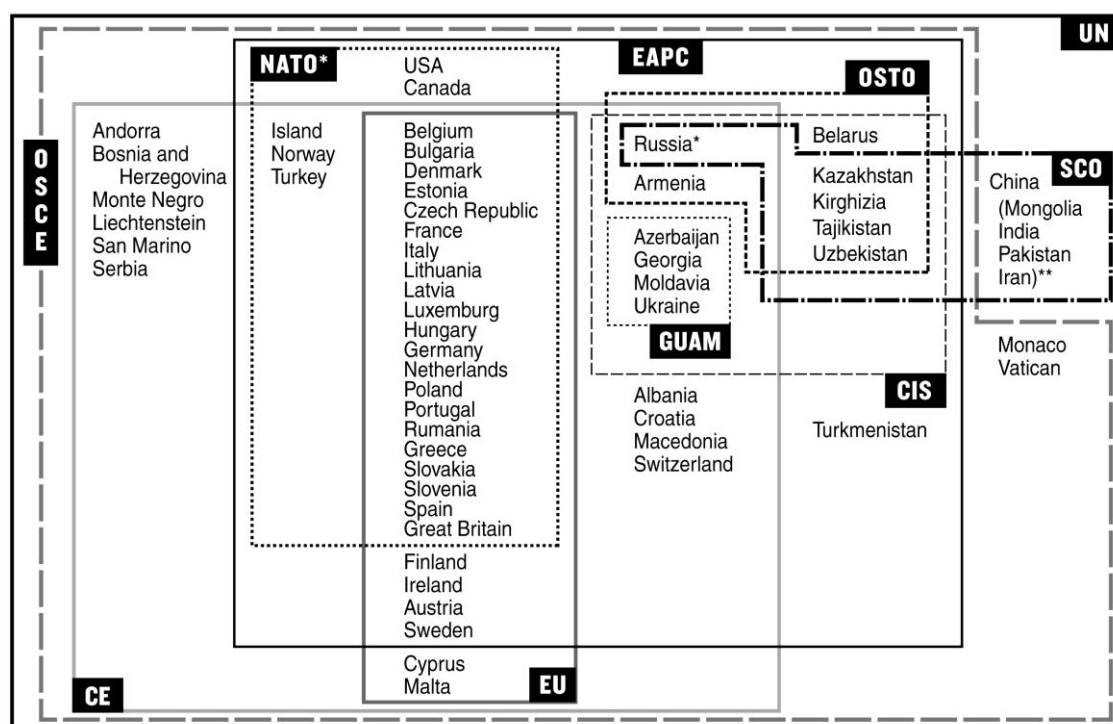 UN
NATO*
USA
Canada
EAPC
OSTO
OSCE
Andorra
Bosnia and
Herzegovina
Monte Negro
Liechtenstein
San Marino
Serbia
Island
Norway
Turkey
Belgium
Bulgaria
Denmark
Estonia
Czech Republic
France
Italy
Lithuania
Latvia
Luxemburg
Hungary
Germany
Netherlands
Poland
Portugal
Rumania
Greece
Slovakia
Slovenia
Spain
Great Britain
Finland
Ireland
Austria
Sweden
Cyprus
Malta
EU
CE
Russia*
Armenia
Azerbaijan
Georgia
Moldavia
Ukraine
GUAM
Albania
Croatia
Macedonia
Switzerland
Belarus
Kazakhstan
Kirghizia
Tajikistan
Uzbekistan
CIS
Turkmenistan
SCO
China
(Mongolia
India
Pakistan
Iran)**
Monaco
Vatican